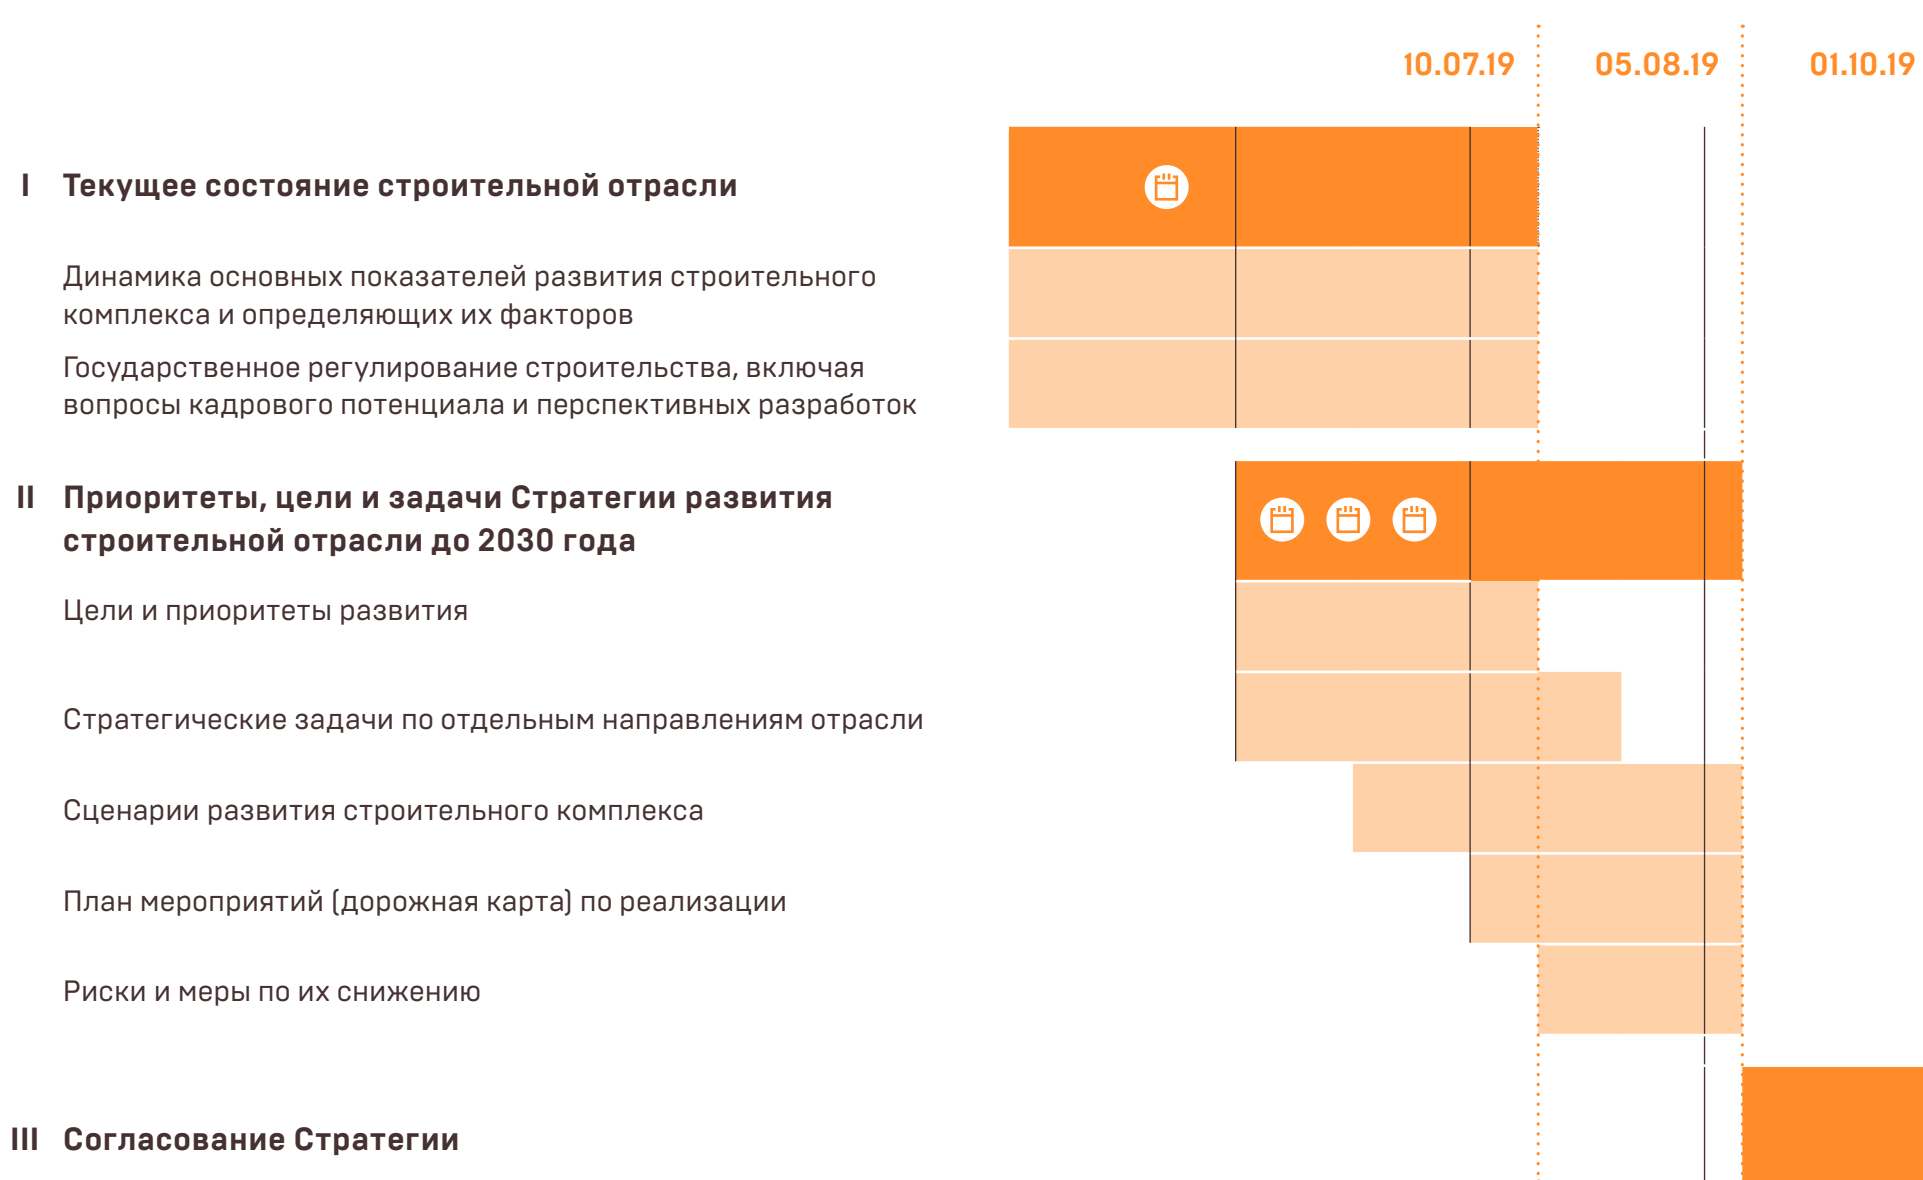 10.07.19 05.08.19 01.10.19
I Текущее состояние строительной отрасли
Динамика основных показателей развития строительного
комплекса и определяющих их факторов
Государственное регулирование строительства, включая
вопросы кадрового потенциала и перспективных разработок
II Приоритеты, цели и задачи Стратегии развития
строительной отрасли до 2030 года
Цели и приоритеты развития
Стратегические задачи по отдельным направлениям отрасли
Сценарии развития строительного комплекса
План мероприятий (дорожная карта) по реализации
Риски и меры по их снижению
III Согласование Стратегии